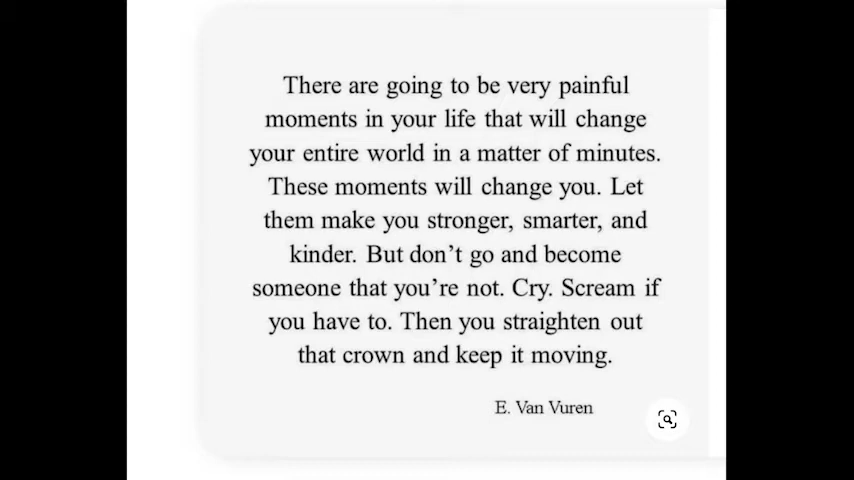 There are going to be very painful
moments in your life that will change
your entire world in a matter of minutes.
These moments will change you. Let
them make you stronger, smarter, and
kinder. But don’t go and become
someone that you’re not. Cry. Scream if
you have to. Then you straighten out
that crown and keep it moving.
E. Van Vuren